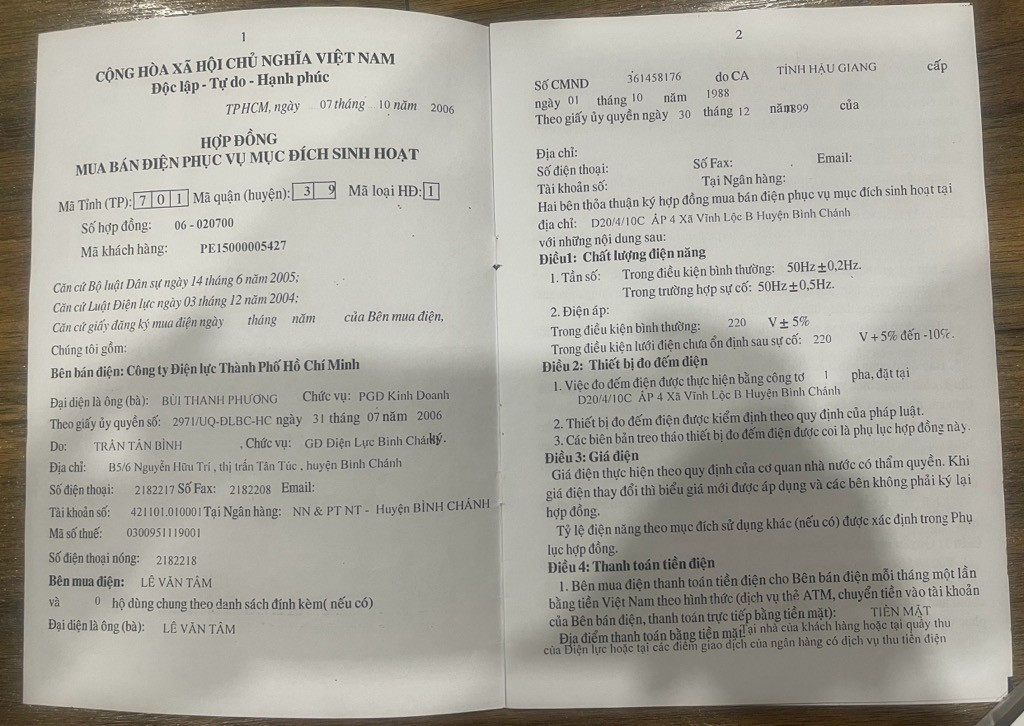 1
CỘNG HÒA XÃ HỘI CHỦ NGHĨA VIỆT NAM
Độc lập - Tự do - Hạnh phúc
TPHCM, ngày 07 tháng 10 năm 2006
HỢP ĐỒNG
MUA BÁN ĐIỆN PHỤC VỤ MỤC ĐÍCH SINH HOẠT
Mã Tỉnh (TP): 7 0 1 Mã quận (huyện): 3 9 Mã loại HĐ: 1
Số hợp đồng: 06 - 020700
Mã khách hàng: PE15000005427
Căn cứ Bộ luật Dân sự ngày 14 tháng 6 năm 2005;
Căn cứ Luật Điện lực ngày 03 tháng 12 năm 2004;
Căn cứ giấy đăng ký mua điện ngày tháng năm của Bên mua điện,
Chúng tôi gồm:
Bên bán điện: Công ty Điện lực Thành Phố Hồ Chí Minh
Đại diện là ông (bà): BÙI THANH PHƯƠNG Chức vụ: PGD Kinh Doanh
Theo giấy ủy quyền số: 2971/UQ-ĐLBC-HC ngày 31 tháng 07 năm 2006
Do: TRẦN TẤN BÌNH , Chức vụ: GĐ Điện Lực Bình Chánh ký.
Địa chỉ: B5/6 Nguyễn Hữu Trí , thị trấn Tân Túc , huyện Bình Chánh
Số điện thoại: 2182217 Số Fax: 2182208 Email:
Tài khoản số: 421101.010001 Tại Ngân hàng: NN & PT NT - Huyện BÌNH CHÁNH
Mã số thuế: 0300951119001
Số điện thoại nóng: 2182218
Bên mua điện: LÊ VĂN TÂM
và 0 hộ dùng chung theo danh sách đính kèm( nếu có)
Đại diện là ông (bà): LÊ VĂN TÂM
2
Số CMND 361458176 do CA TỈNH HẬU GIANG cấp
ngày 01 tháng 10 năm 1988
Theo giấy ủy quyền ngày 30 tháng 12 năm 1899 của
Địa chỉ:
Số điện thoại: Số Fax: Email:
Tài khoản số: Tại Ngân hàng:
Hai bên thỏa thuận ký hợp đồng mua bán điện phục vụ mục đích sinh hoạt tại
địa chỉ: D20/4/10C ẤP 4 Xã Vĩnh Lộc B Huyện Bình Chánh
với những nội dung sau:
Điều1: Chất lượng điện năng
1. Tần số: Trong điều kiện bình thường: 50Hz ±0,2Hz.
Trong trường hợp sự cố: 50Hz±0,5Hz.
2. Điện áp:
Trong điều kiện bình thường: 220 V± 5%
Trong điều kiện lưới điện chưa ổn định sau sự cố: 220 V +5% đến -10%.
Điều 2: Thiết bị đo đếm điện
1. Việc đo đếm điện được thực hiện bằng công tơ 1 pha, đặt tại
D20/4/10C ẤP 4 Xã Vĩnh Lộc B Huyện Bình Chánh
2. Thiết bị đo đếm điện được kiểm định theo quy định của pháp luật.
3. Các biên bản treo tháo thiết bị đo đếm điện được coi là phụ lục hợp đồng này.
Điều 3: Giá điện
Giá điện thực hiện theo quy định của cơ quan nhà nước có thẩm quyền. Khi
giá điện thay đổi thì biểu giá mới được áp dụng và các bên không phải ký lại
hợp đồng.
Tỷ lệ điện năng theo mục đích sử dụng khác (nếu có) được xác định trong Phụ
lục hợp đồng.
Điều 4: Thanh toán tiền điện
1. Bên mua điện thanh toán tiền điện cho Bên bán điện mỗi tháng một lần
bằng tiền Việt Nam theo hình thức (dịch vụ thẻ ATM, chuyển tiền vào tài khoản
của Bên bán điện, thanh toán trực tiếp bằng tiền mặt): TIỀN MẶT
Địa điểm thanh toán bằng tiền mặt: Tại nhà của khách hàng hoặc tại quầy thu
của Điện lực hoặc tại các điểm giao dịch của ngân hàng có dịch vụ thu tiền điện